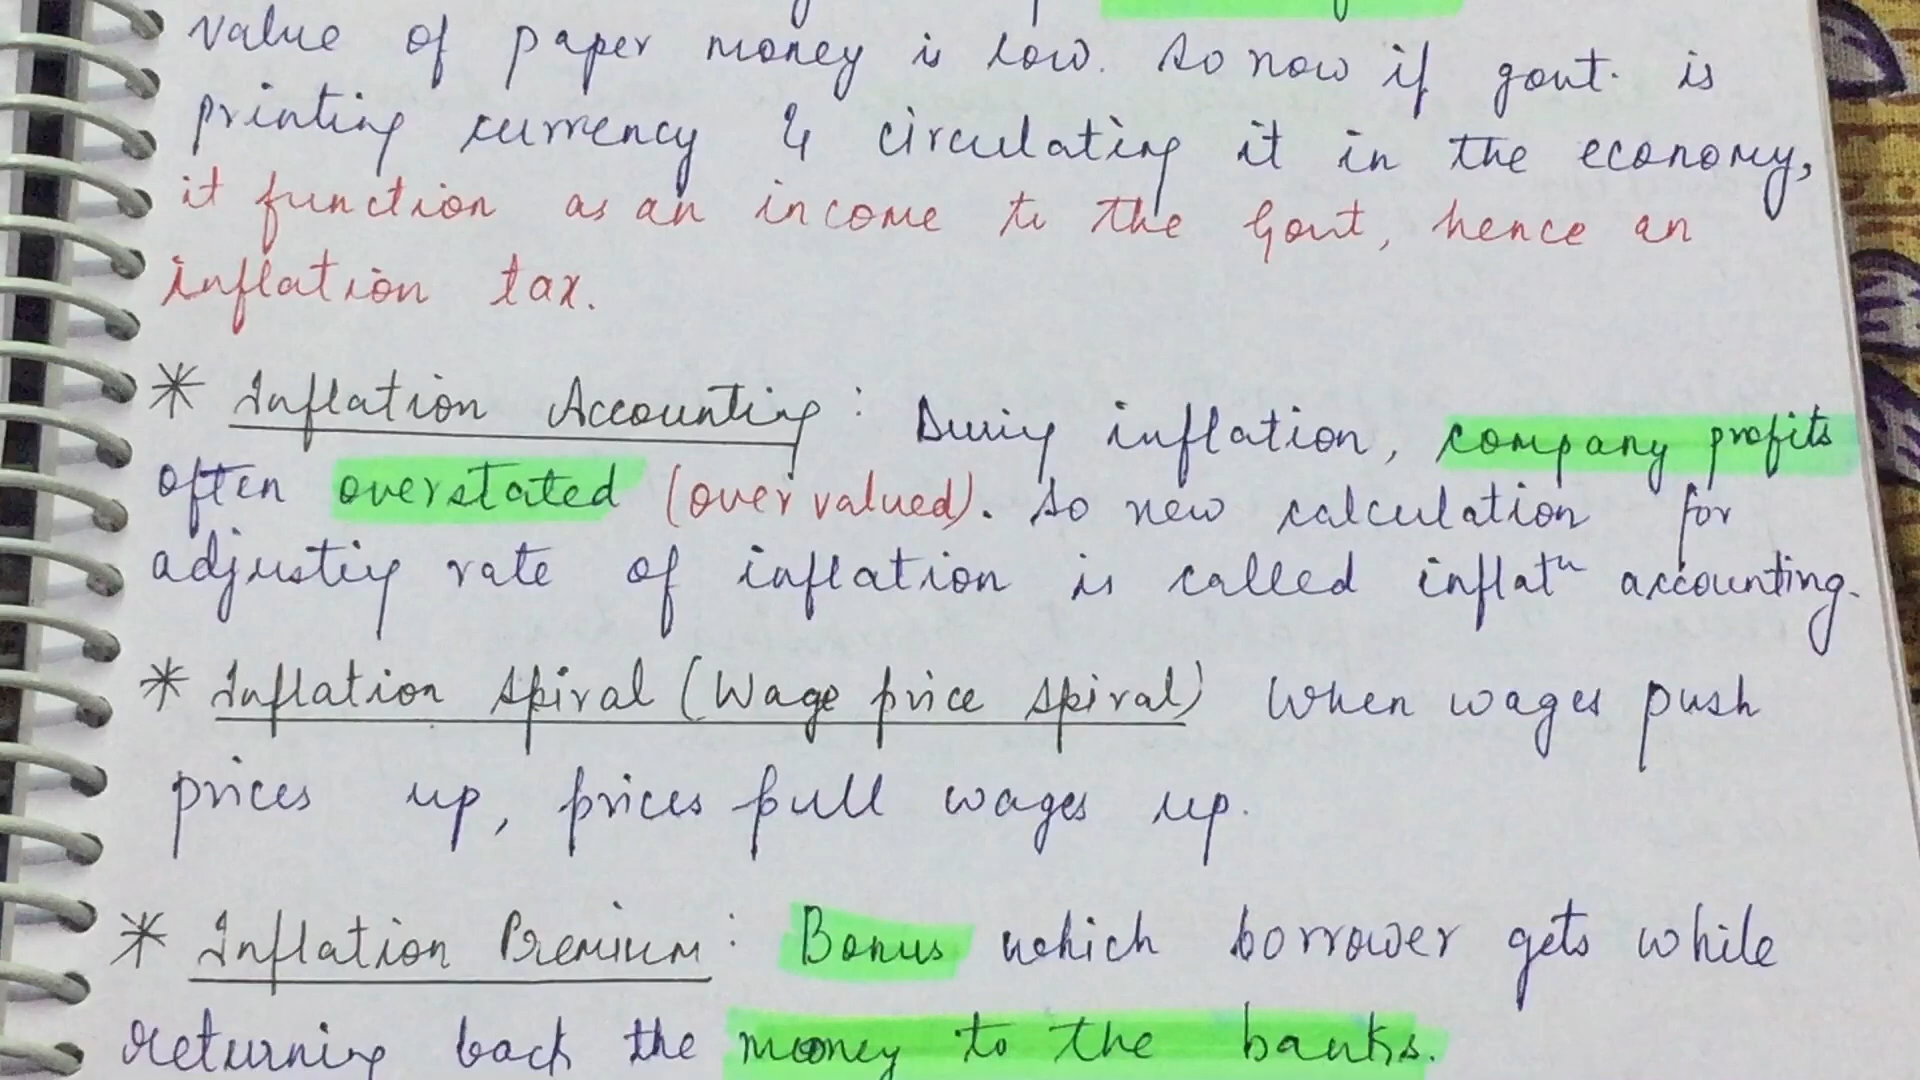 value of paper money is low. So now if govt. is
printing currency & circulating it in the economy,
it function as an income to the Govt, hence an
inflation tax.
* Inflation Accounting: During inflation, company profits
often overstated (over valued). So new calculation for
adjusting rate of inflation is called inflatn accounting.
* Inflation Spiral (Wage price spiral) When wages push
prices up, prices pull wages up.
* Inflation Premium: Bonus which borrower gets while
returning back the money to the banks.